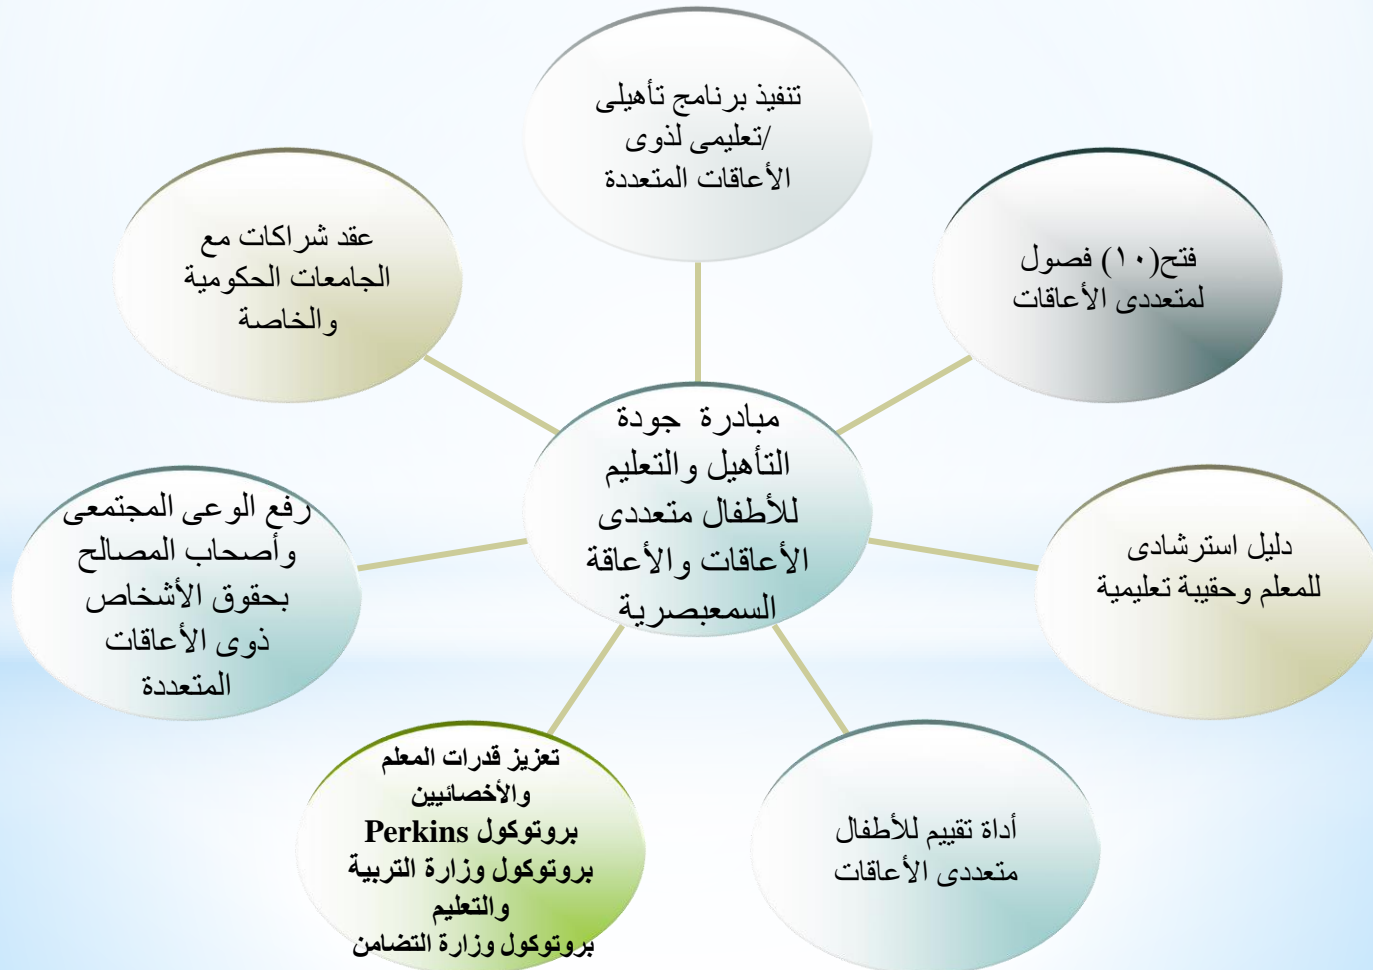 تنفيذ برنامج تأهيلى
/تعليمى لذوى
الأعاقات المتعددة
فتح(١٠) فصول
لمتعددى الأعاقات
دليل استرشادى
للمعلم وحقيبة تعليمية
أداة تقييم للأطفال
متعددى الأعاقات
تعزيز قدرات المعلم
والأخصائيين
بروتوكول Perkins
بروتوكول وزارة التربية
والتعليم
بروتوكول وزارة التضامن
رفع الوعى المجتمعى
وأصحاب المصالح
بحقوق الأشخاص
ذوى الأعاقات
المتعددة
عقد شراكات مع
الجامعات الحكومية
والخاصة
مبادرة جودة
التأهيل والتعليم
للأطفال متعددى
الأعاقات والأعاقة
السمعبصرية